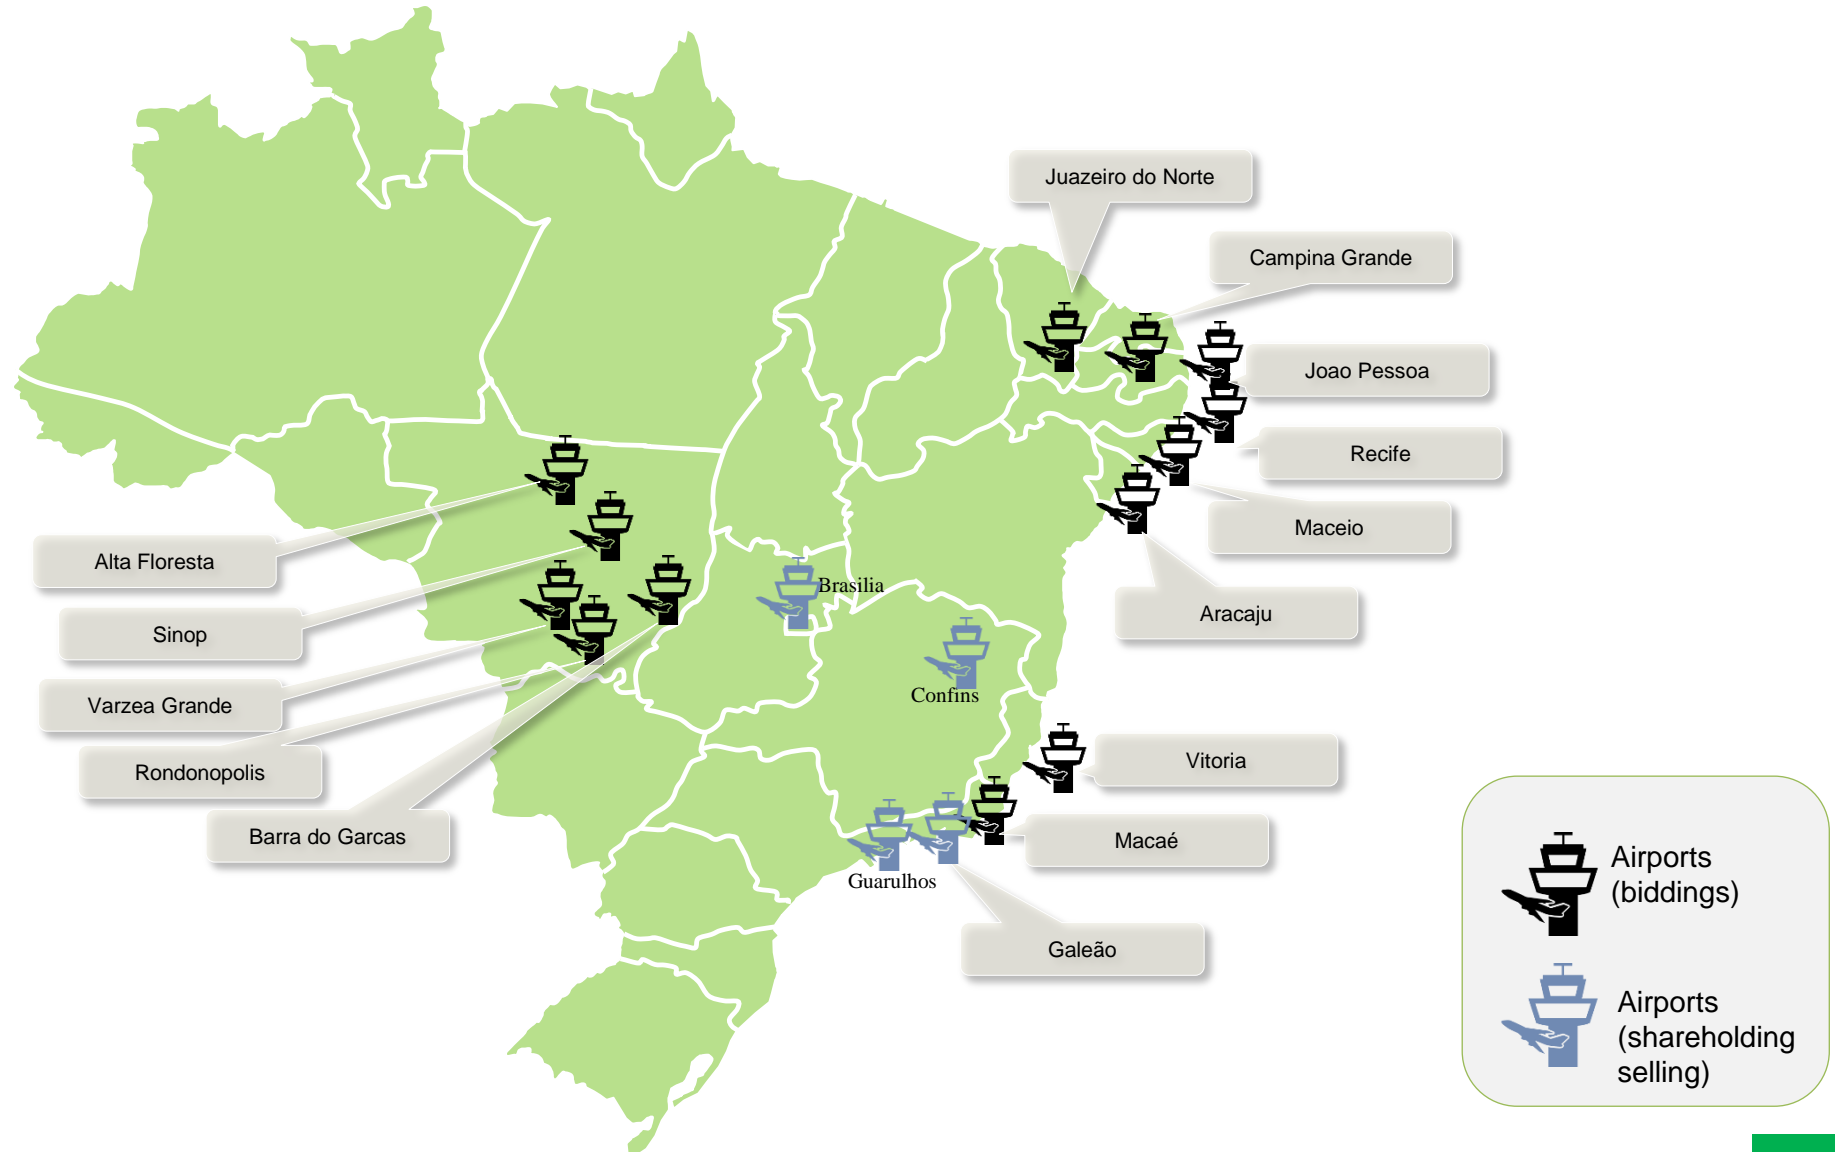 Juazeiro do Norte
Campina Grande
Joao Pessoa
Recife
Maceio
Alta Floresta
Brasilia
Aracaju
Sinop
Confins
Varzea Grande
Vitoria
Rondonopolis
Barra do Garcas
Macaé
Guarulhos
Galeão
Airports
(biddings)
Airports
(shareholding
selling)